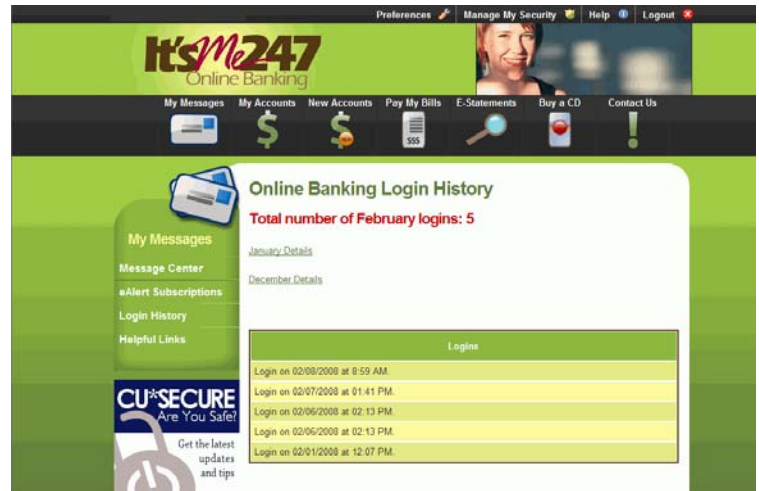 Preferences Manage My Security Help Logout
It'sMe247
Online Banking
My Messages My Accounts New Accounts Pay My Bills E-Statements Buy a CD Contact Us
$$$
Online Banking Login History
Total number of February logins: 5
January Details
December Details
My Messages
Message Center
eAlert Subscriptions
Login History
Helpful Links
Logins
Login on 02/08/2008 at 8:59 AM.
Login on 02/07/2008 at 01:41 PM.
Login on 02/06/2008 at 02:13 PM.
Login on 02/06/2008 at 02:13 PM.
Login on 02/01/2008 at 12:07 PM.
CU*SECURE
Are You Safe?
Get the latest
updates
and tips